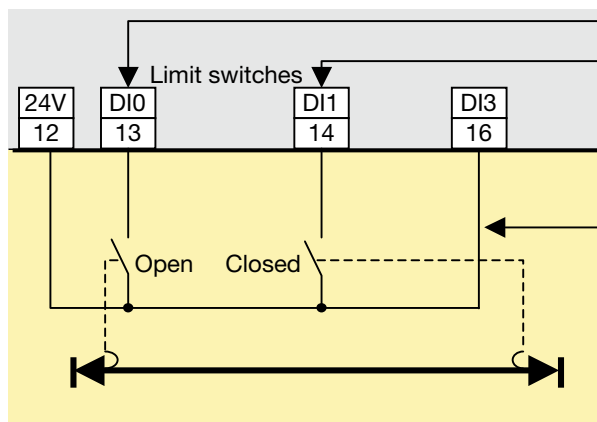 Limit switches
24V DI0 DI1 DI3
12 13 14 16
Open Closed